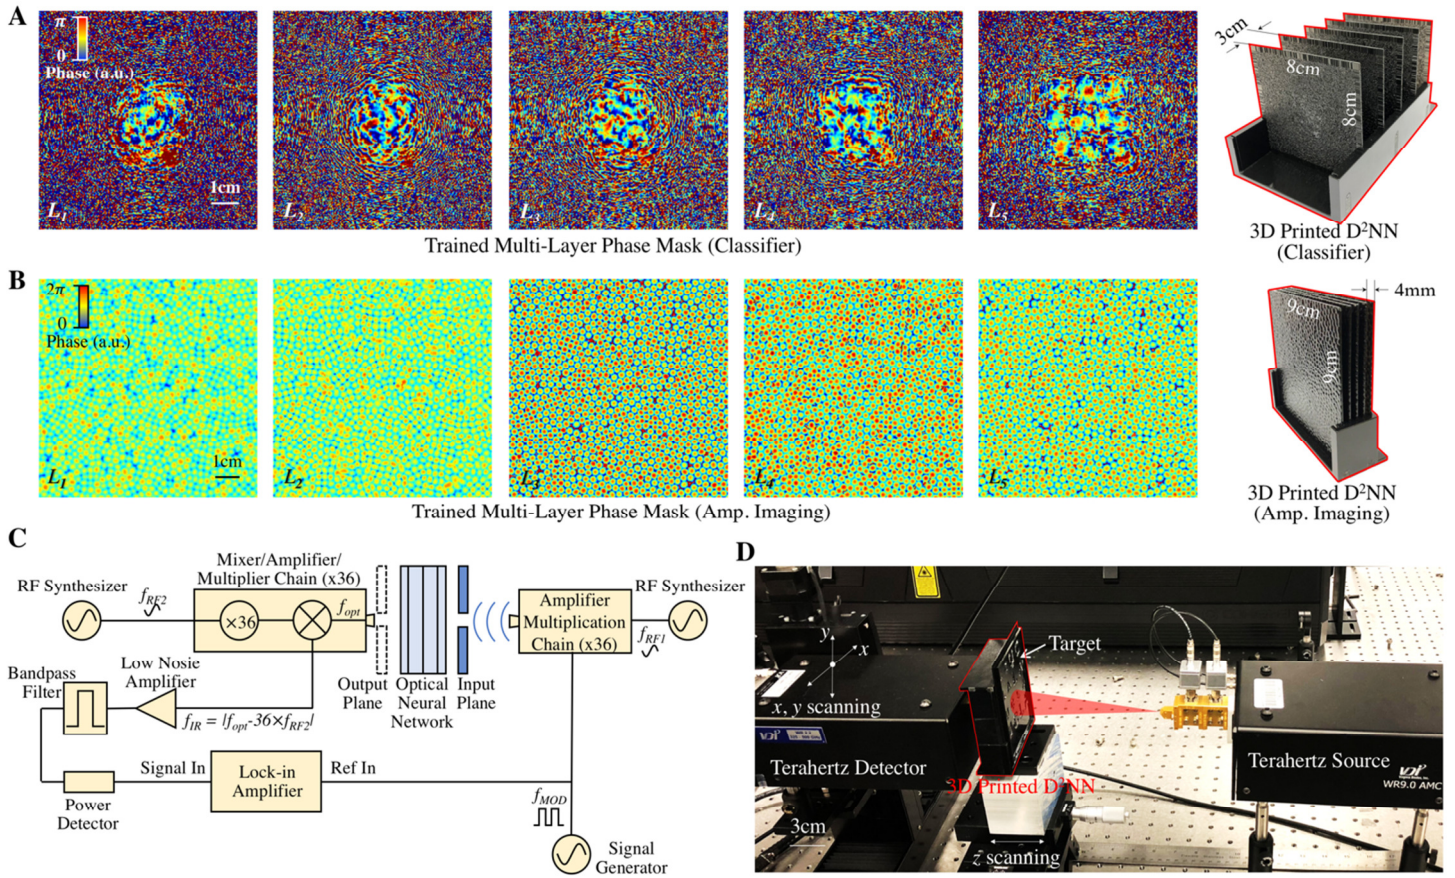 A
π
0
Phase (a.u.)
1cm
L1
L2
L3
L4
L5
Trained Multi-Layer Phase Mask (Classifier)
3cm
8cm
8cm
3D Printed D²NN
(Classifier)
B
2π
0
Phase (a.u.)
1cm
L1
L2
L3
L4
L5
Trained Multi-Layer Phase Mask (Amp. Imaging)
4mm
9cm
9cm
3D Printed D²NN
(Amp. Imaging)
C
RF Synthesizer
fRF2
Mixer/Amplifier/
Multiplier Chain (x36)
×36
fopt
Amplifier
Multiplication
Chain (x36)
RF Synthesizer
fRF1
Bandpass
Filter
Low Nosie
Amplifier
fIR = |fopt-36×fRF2|
Output
Plane
Optical
Neural
Network
Input
Plane
Signal In
Lock-in
Amplifier
Ref In
Power
Detector
fMOD
Signal
Generator
D
Target
y
x
x, y scanning
VDI
Terahertz Detector
3D Printed D²NN
3cm
z scanning
Terahertz Source
VDI
WR9.0 AMC